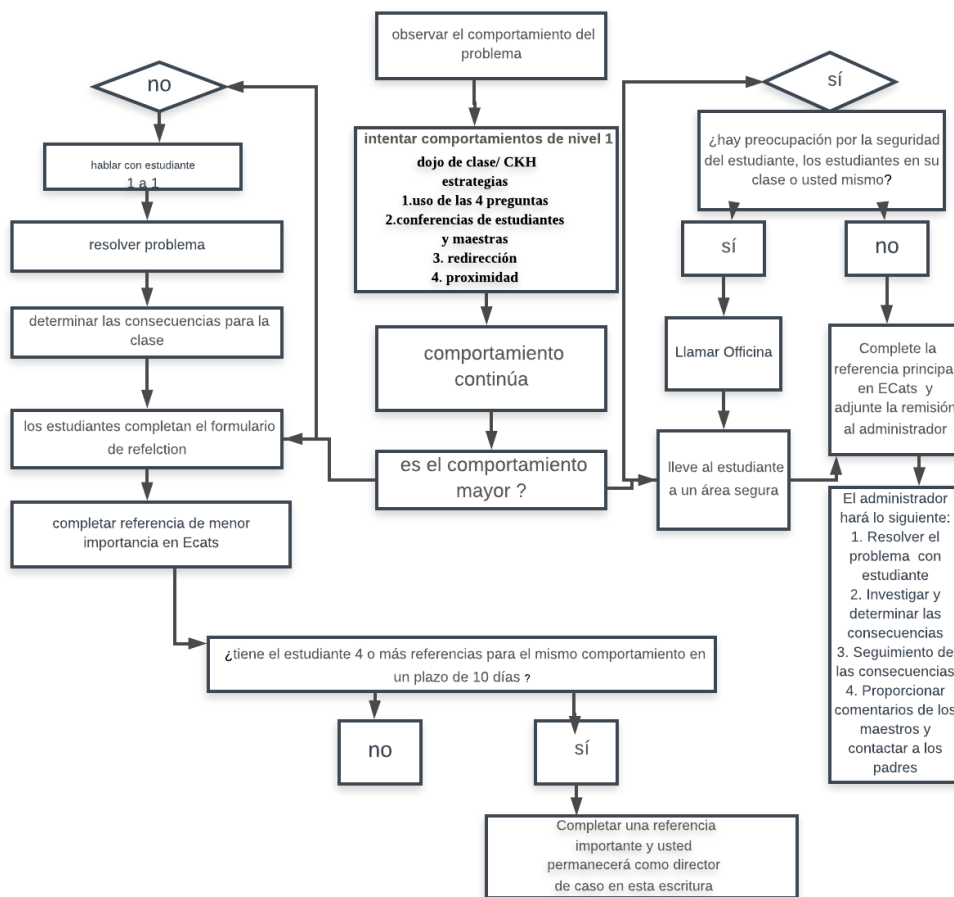 observar el comportamiento del
problema
no
sí
intentar comportamientos de nivel 1
dojo de clase/ CKH
estrategias
1.uso de las 4 preguntas
2.conferencias de estudiantes
y maestras
3. redirección
4. proximidad
¿hay preocupación por la seguridad
del estudiante, los estudiantes en su
clase o usted mismo?
hablar con estudiante
1 a 1
resolver problema
sí
no
determinar las consecuencias para la
clase
comportamiento
continúa
Llamar Officina
Complete la
referencia principa
en ECats y
adjunte la remisión
al administrador
los estudiantes completan el formulario
de refelction
es el comportamiento
mayor ?
lleve al estudiante
a un área segura
completar referencia de menor
importancia en Ecats
El administrador
hará lo siguiente:
1. Resolver el
problema con
estudiante
2. Investigar y
determinar las
consecuencias
3. Seguimiento de
las consecuencias
4. Proporcionar
comentarios de los
maestros y
contactar a los
padres
¿tiene el estudiante 4 o más referencias para el mismo comportamiento en
un plazo de 10 días ?
no
sí
Completar una referencia
importante y usted
permanecerá como director
de caso en esta escritura